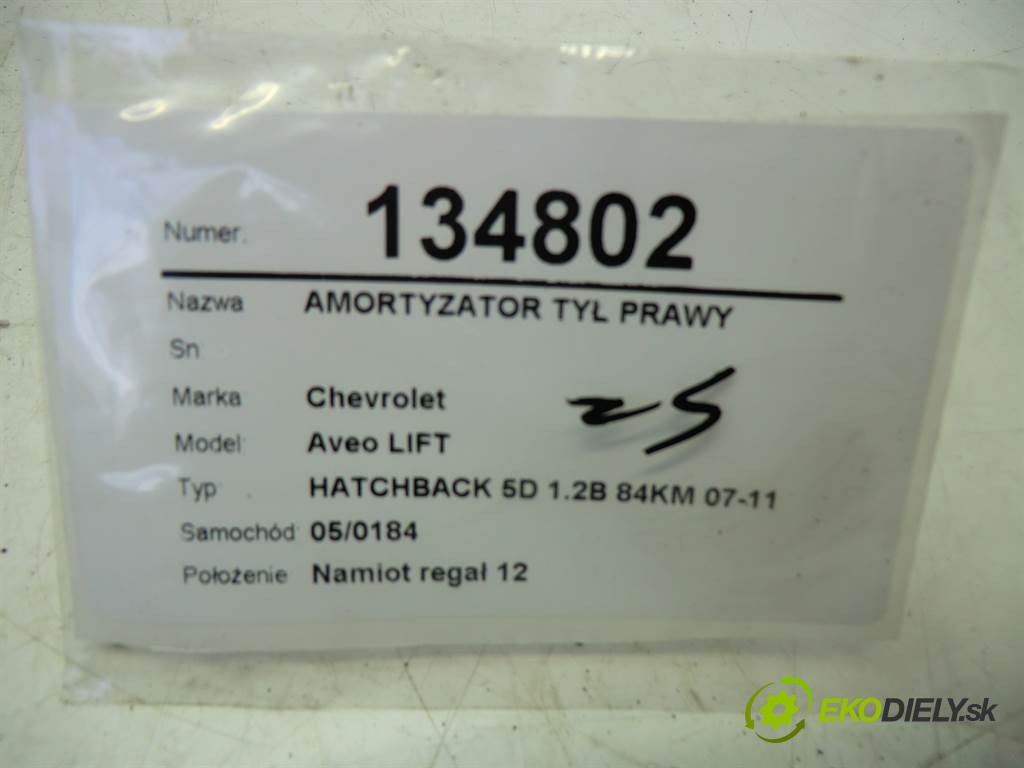 Numer. 134802
Nazwa AMORTYZATOR TYŁ PRAWY
Sn
Marka Chevrolet
Model Aveo LIFT
Typ HATCHBACK 5D 1.2B 84KM 07-11
Samochód 05/0184
Położenie Namiot regał 12
EKODIELY.sk